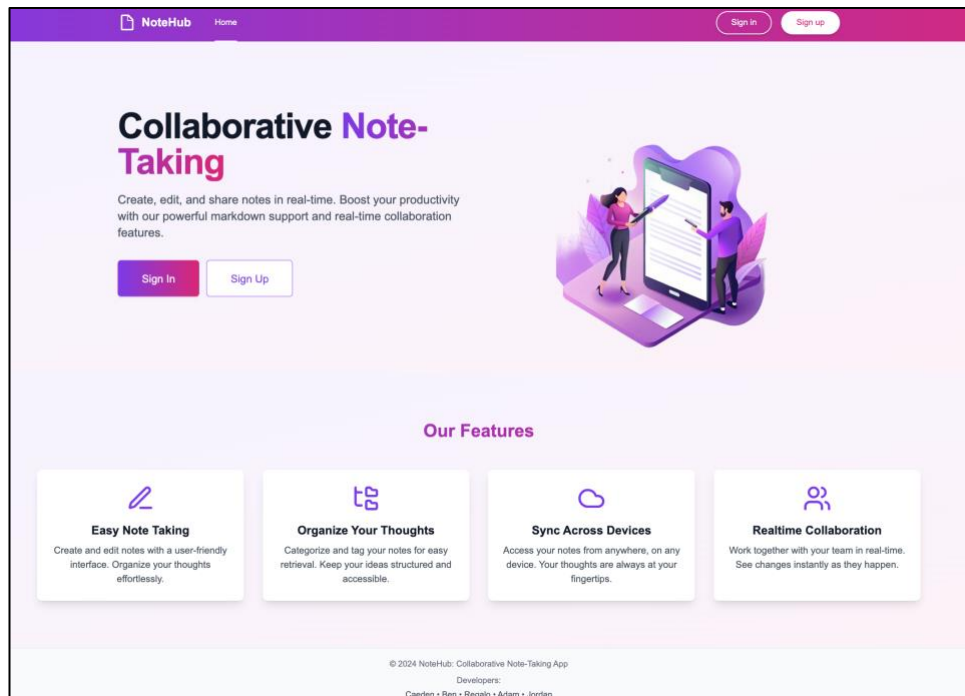 NoteHub
Home
Sign in
Sign up
Collaborative Note-
Taking
Create, edit, and share notes in real-time. Boost your productivity
with our powerful markdown support and real-time collaboration
features.
Sign In
Sign Up
Our Features
Easy Note Taking
Create and edit notes with a user-friendly
interface. Organize your thoughts
effortlessly.
Organize Your Thoughts
Categorize and tag your notes for easy
retrieval. Keep your ideas structured and
accessible.
Sync Across Devices
Access your notes from anywhere, on any
device. Your thoughts are always at your
fingertips.
Realtime Collaboration
Work together with your team in real-time.
See changes instantly as they happen.
© 2024 NoteHub: Collaborative Note-Taking App
Developers:
Caeden • Ben • Regalo • Adam • Jordan